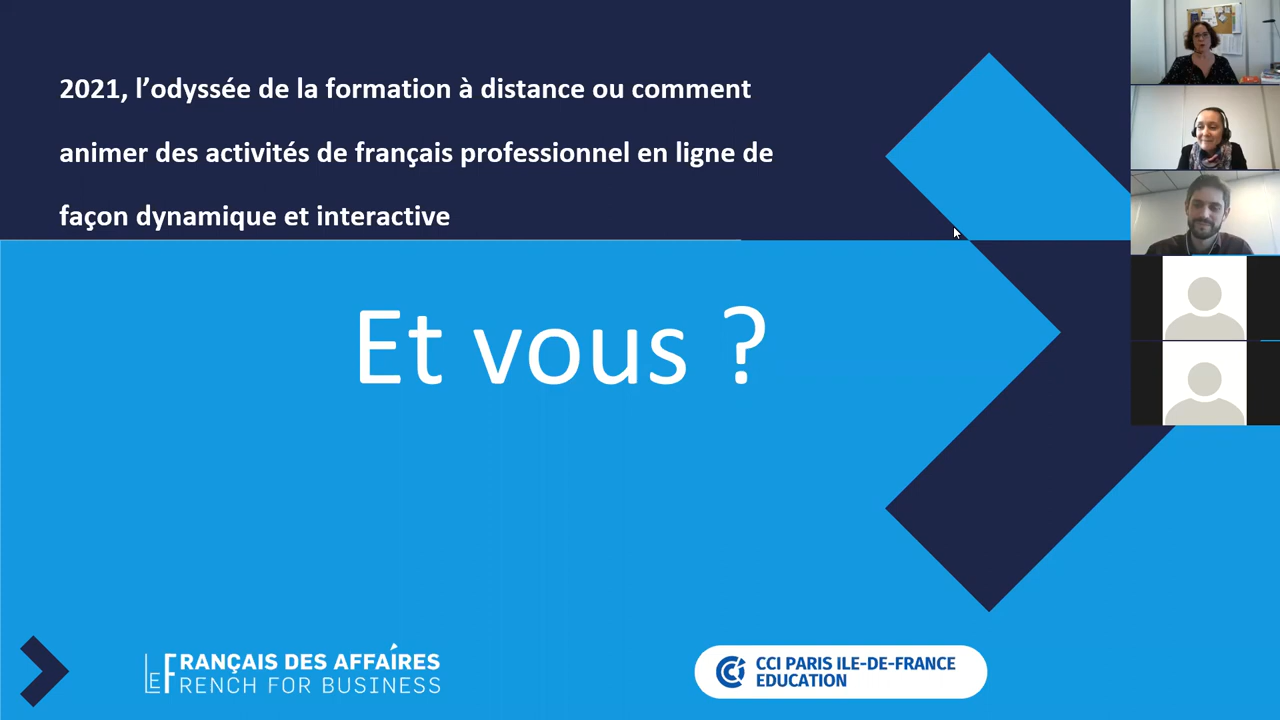 2021, l’odyssée de la formation à distance ou comment
animer des activités de français professionnel en ligne de
façon dynamique et interactive
Et vous ?
LE FRANÇAIS DES AFFAIRES
FRENCH FOR BUSINESS
CCI PARIS ILE-DE-FRANCE
EDUCATION